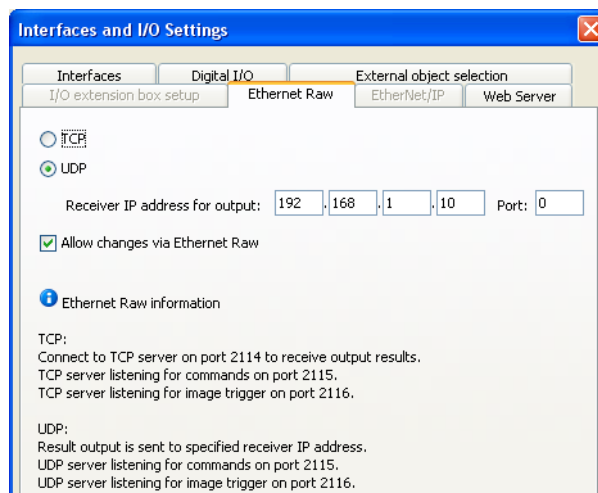 Interfaces and I/O Settings
Interfaces Digital I/O External object selection
I/O extension box setup Ethernet Raw EtherNet/IP Web Server
TCP
UDP
Receiver IP address for output: 192 . 168 . 1 . 10 Port: 0
Allow changes via Ethernet Raw
Ethernet Raw information
TCP:
Connect to TCP server on port 2114 to receive output results.
TCP server listening for commands on port 2115.
TCP server listening for image trigger on port 2116.
UDP:
Result output is sent to specified receiver IP address.
UDP server listening for commands on port 2115.
UDP server listening for image trigger on port 2116.